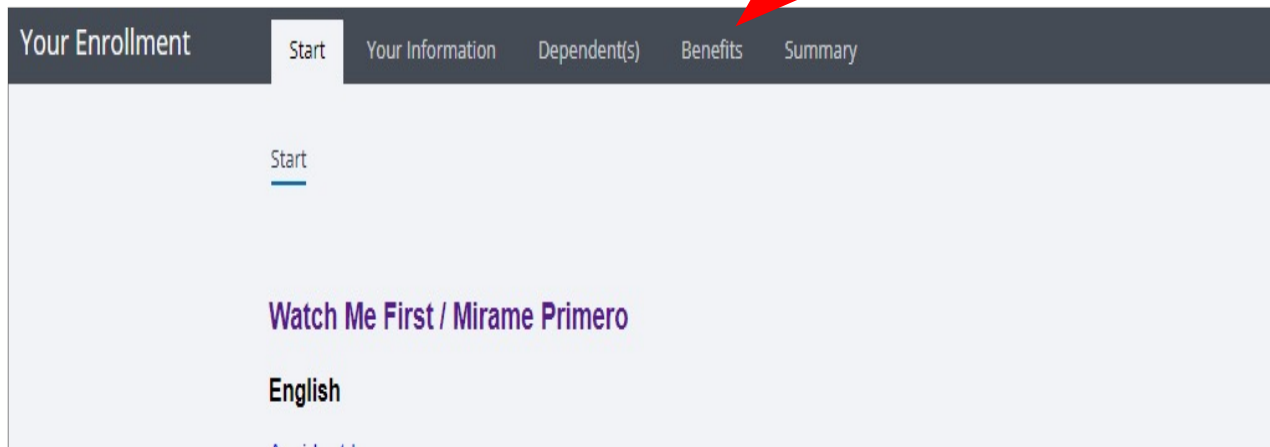 Your Enrollment Start Your Information Dependent(s) Benefits Summary
Start
Watch Me First / Mirame Primero
English